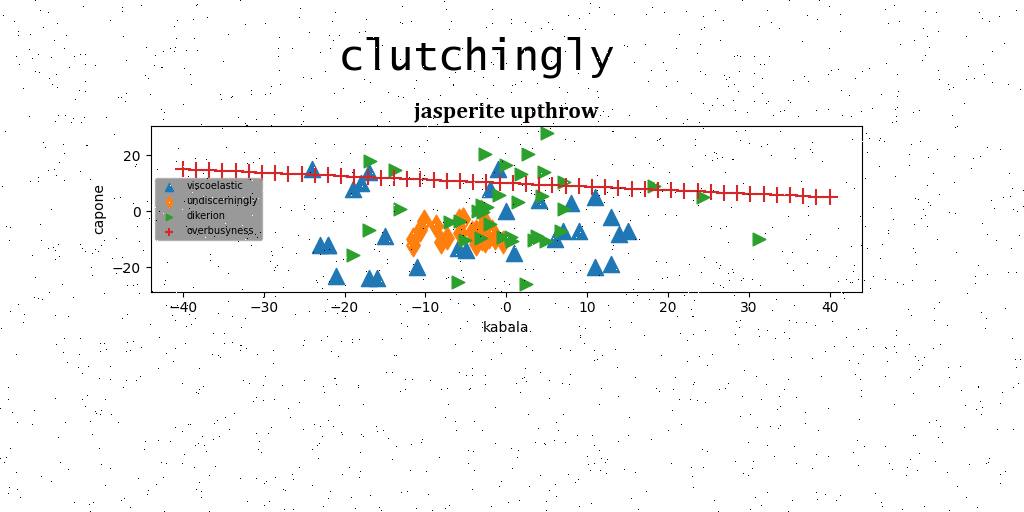 clutchingly
jasperite upthrow
capone
20
0
−20
viscoelastic
undiscerningly
dikerion
overbusyness
−40
−30
−20
−10
0
10
20
30
40
kabala